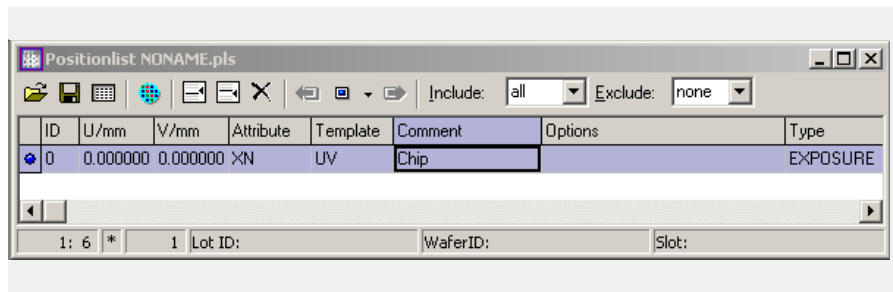 Positionlist NONAME.pls
Include: all Exclude: none
ID U/mm V/mm Attribute Template Comment Options Type
0 0.000000 0.000000 XN UV Chip EXPOSURE
1: 6 * 1 Lot ID: WaferID: Slot: